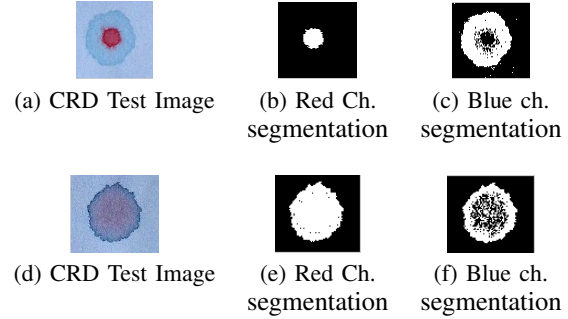 (a) CRD Test Image
(b) Red Ch.
segmentation
(c) Blue ch.
segmentation
(d) CRD Test Image
(e) Red Ch.
segmentation
(f) Blue ch.
segmentation